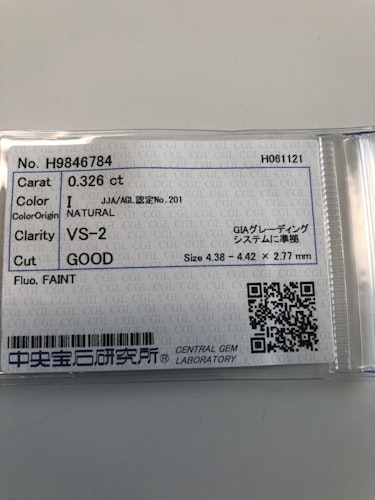 No. H9846784 H061121
Carat 0.326 ct
Color I JJA/AGL認定No.201
ColorOrigin NATURAL
Clarity VS-2 GIAグレーディング
システムに準拠
Cut GOOD Size 4.38 - 4.42 × 2.77 mm
Fluo. FAINT
中央宝石研究所® CENTRAL GEM
LABORATORY